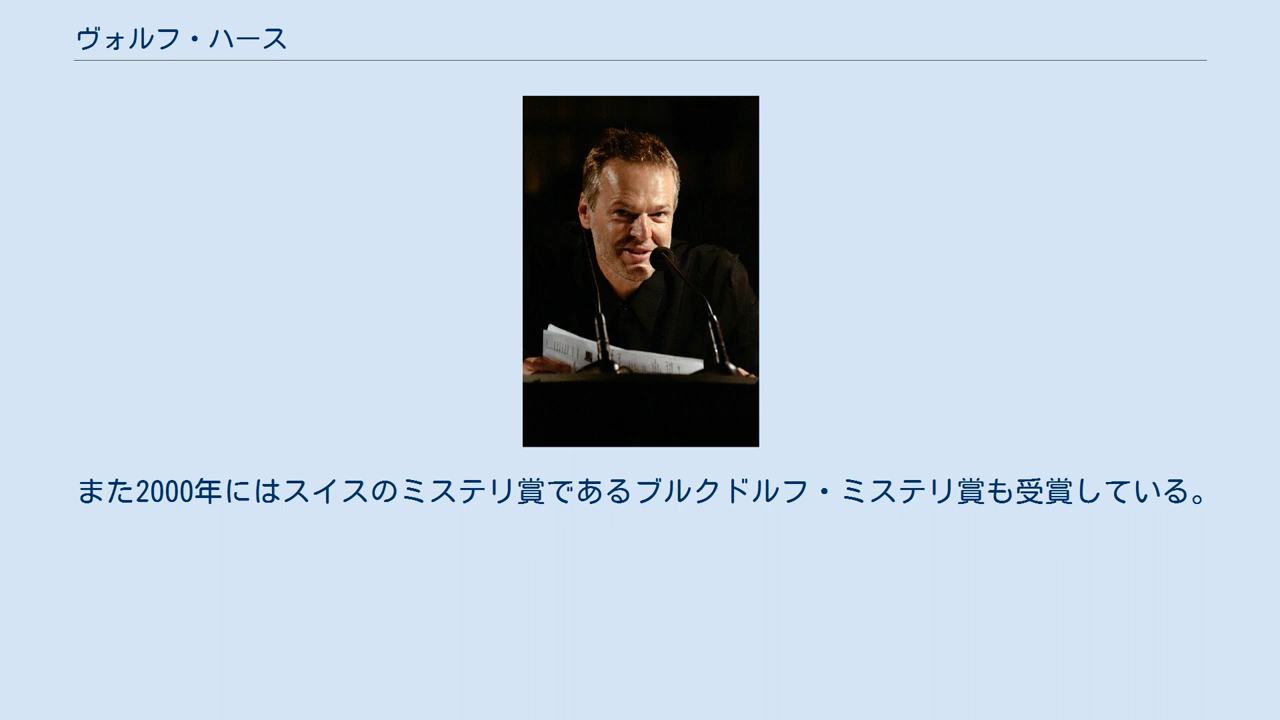 ヴォルフ・ハース
また2000年にはスイスのミステリ賞であるブルクドルフ・ミステリ賞も受賞している。